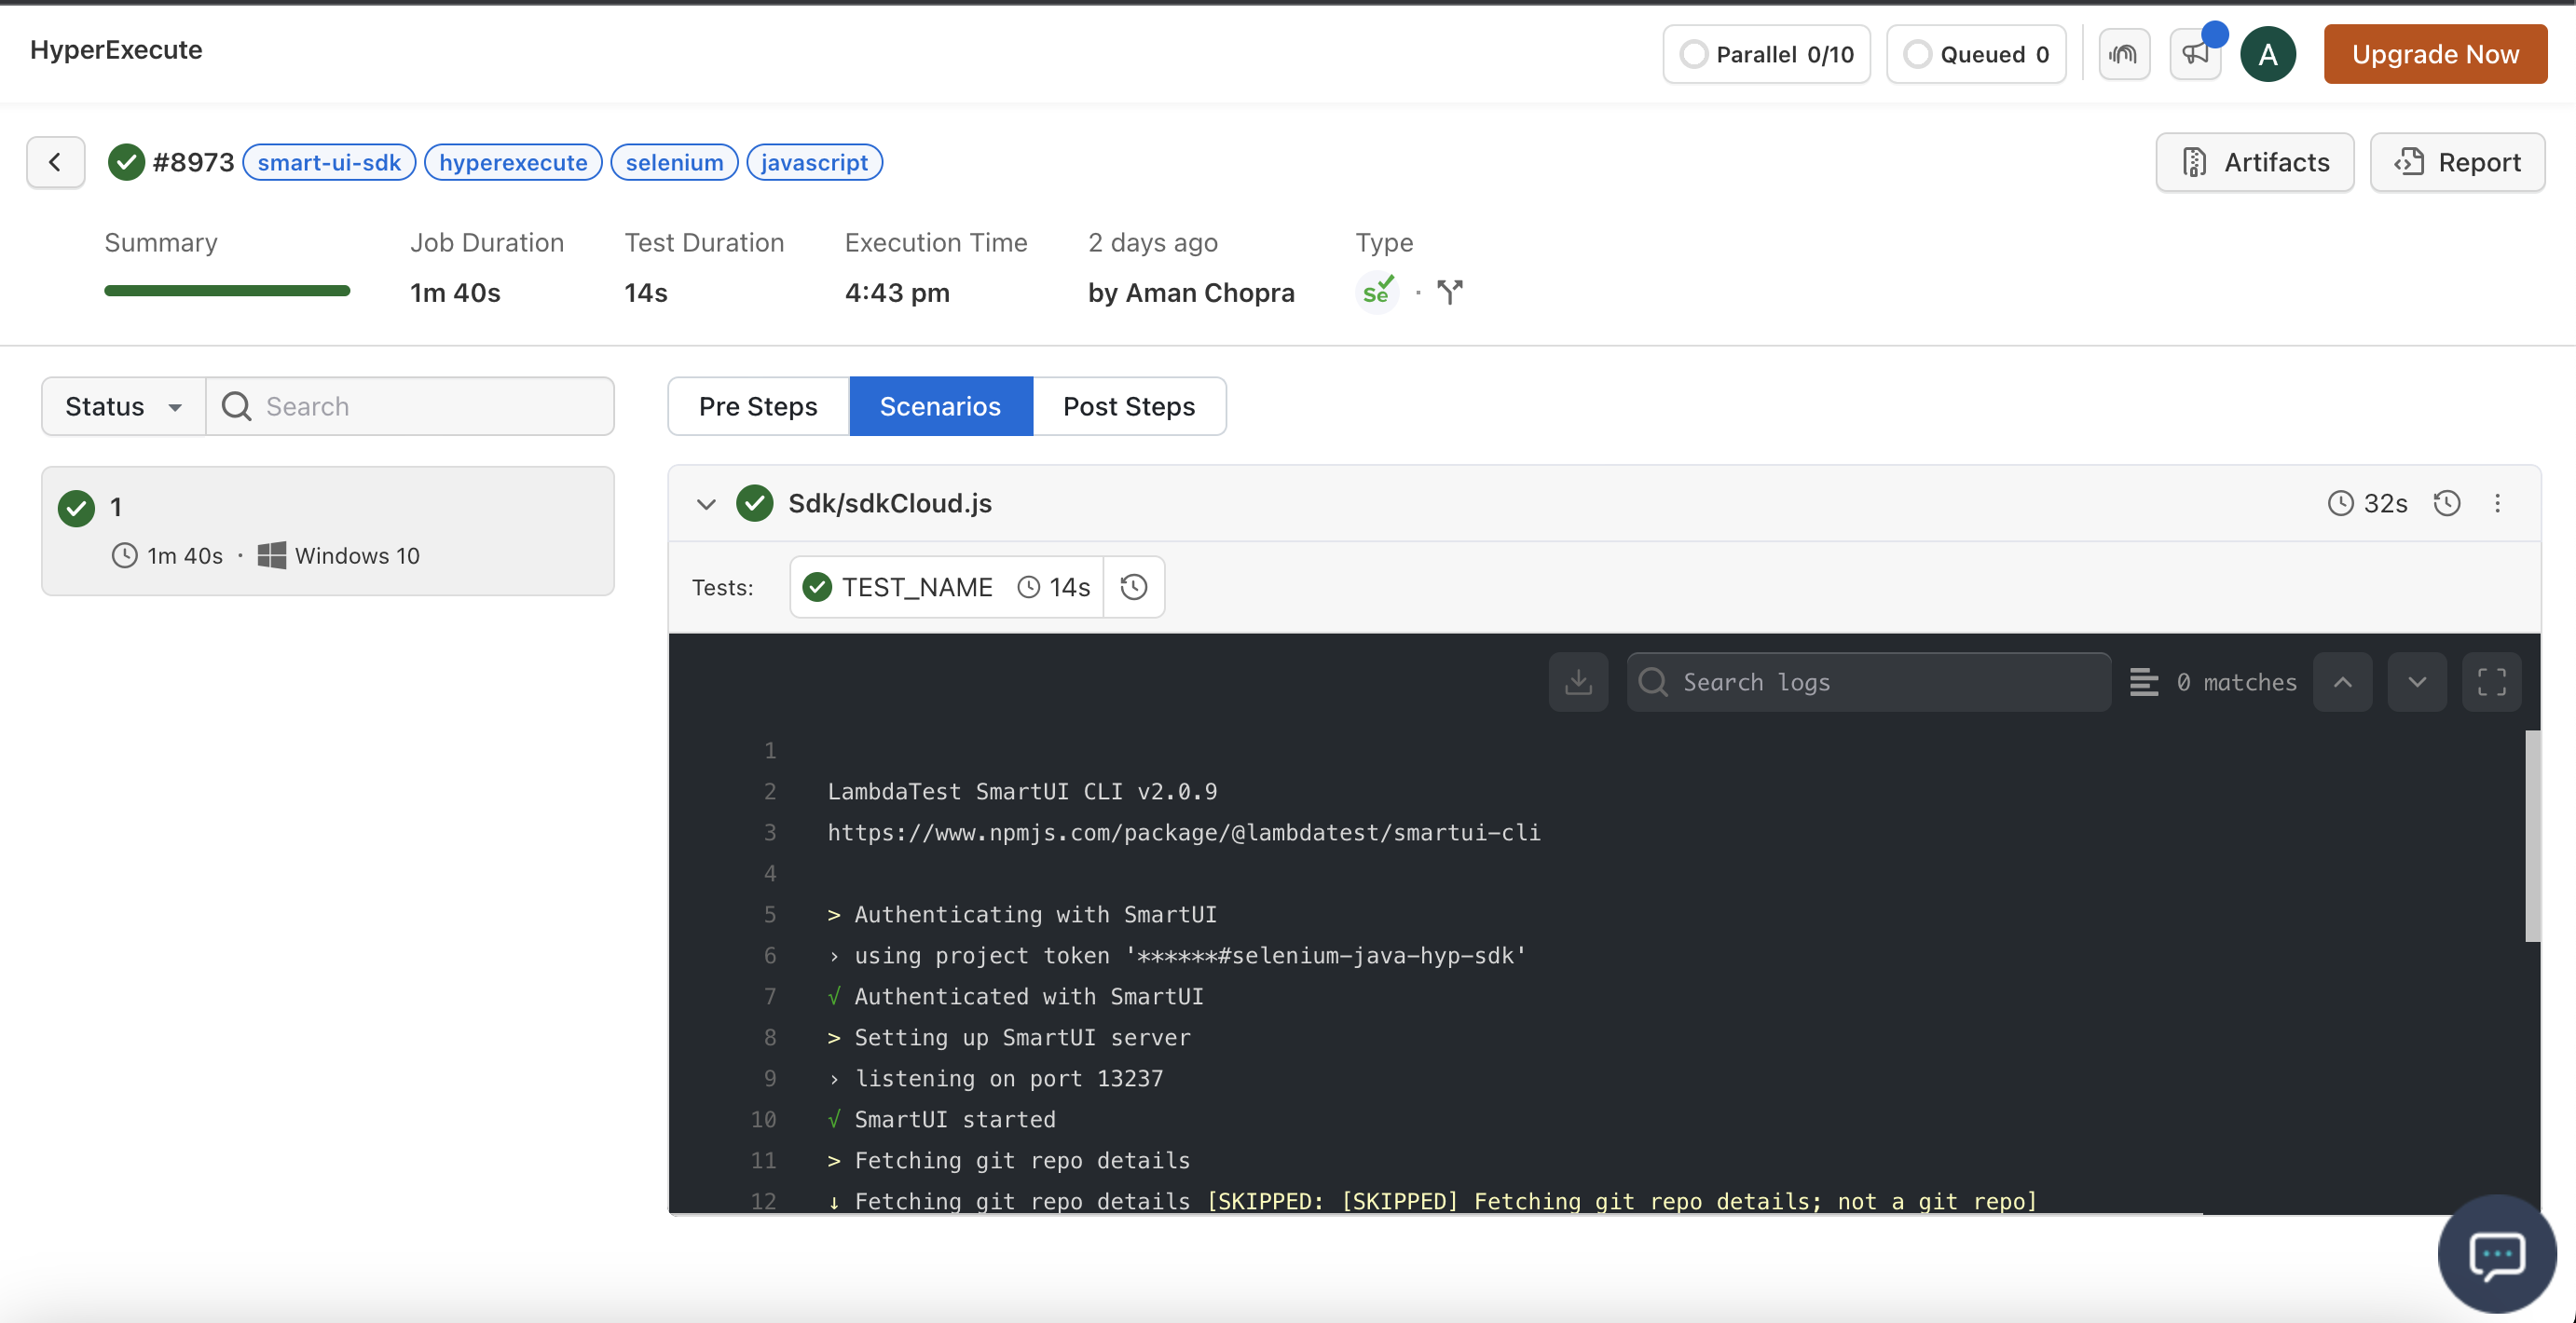 HyperExecute
Parallel 0/10
Queued 0
A
Upgrade Now
#8973 smart-ui-sdk hyperexecute selenium javascript
Artifacts
Report
Summary
Job Duration
1m 40s
Test Duration
14s
Execution Time
4:43 pm
2 days ago
by Aman Chopra
Type
Se
Status
Search
Pre Steps
Scenarios
Post Steps
1
1m 40s · Windows 10
Sdk/sdkCloud.js
32s
Tests:
TEST_NAME 14s
Search logs
0 matches
1
2 LambdaTest SmartUI CLI v2.0.9
3 https://www.npmjs.com/package/@lambdatest/smartui-cli
4
5 > Authenticating with SmartUI
6 › using project token '******#selenium-java-hyp-sdk'
7 √ Authenticated with SmartUI
8 > Setting up SmartUI server
9 › listening on port 13237
10 √ SmartUI started
11 > Fetching git repo details
12 ↓ Fetching git repo details [SKIPPED: [SKIPPED] Fetching git repo details; not a git repo]